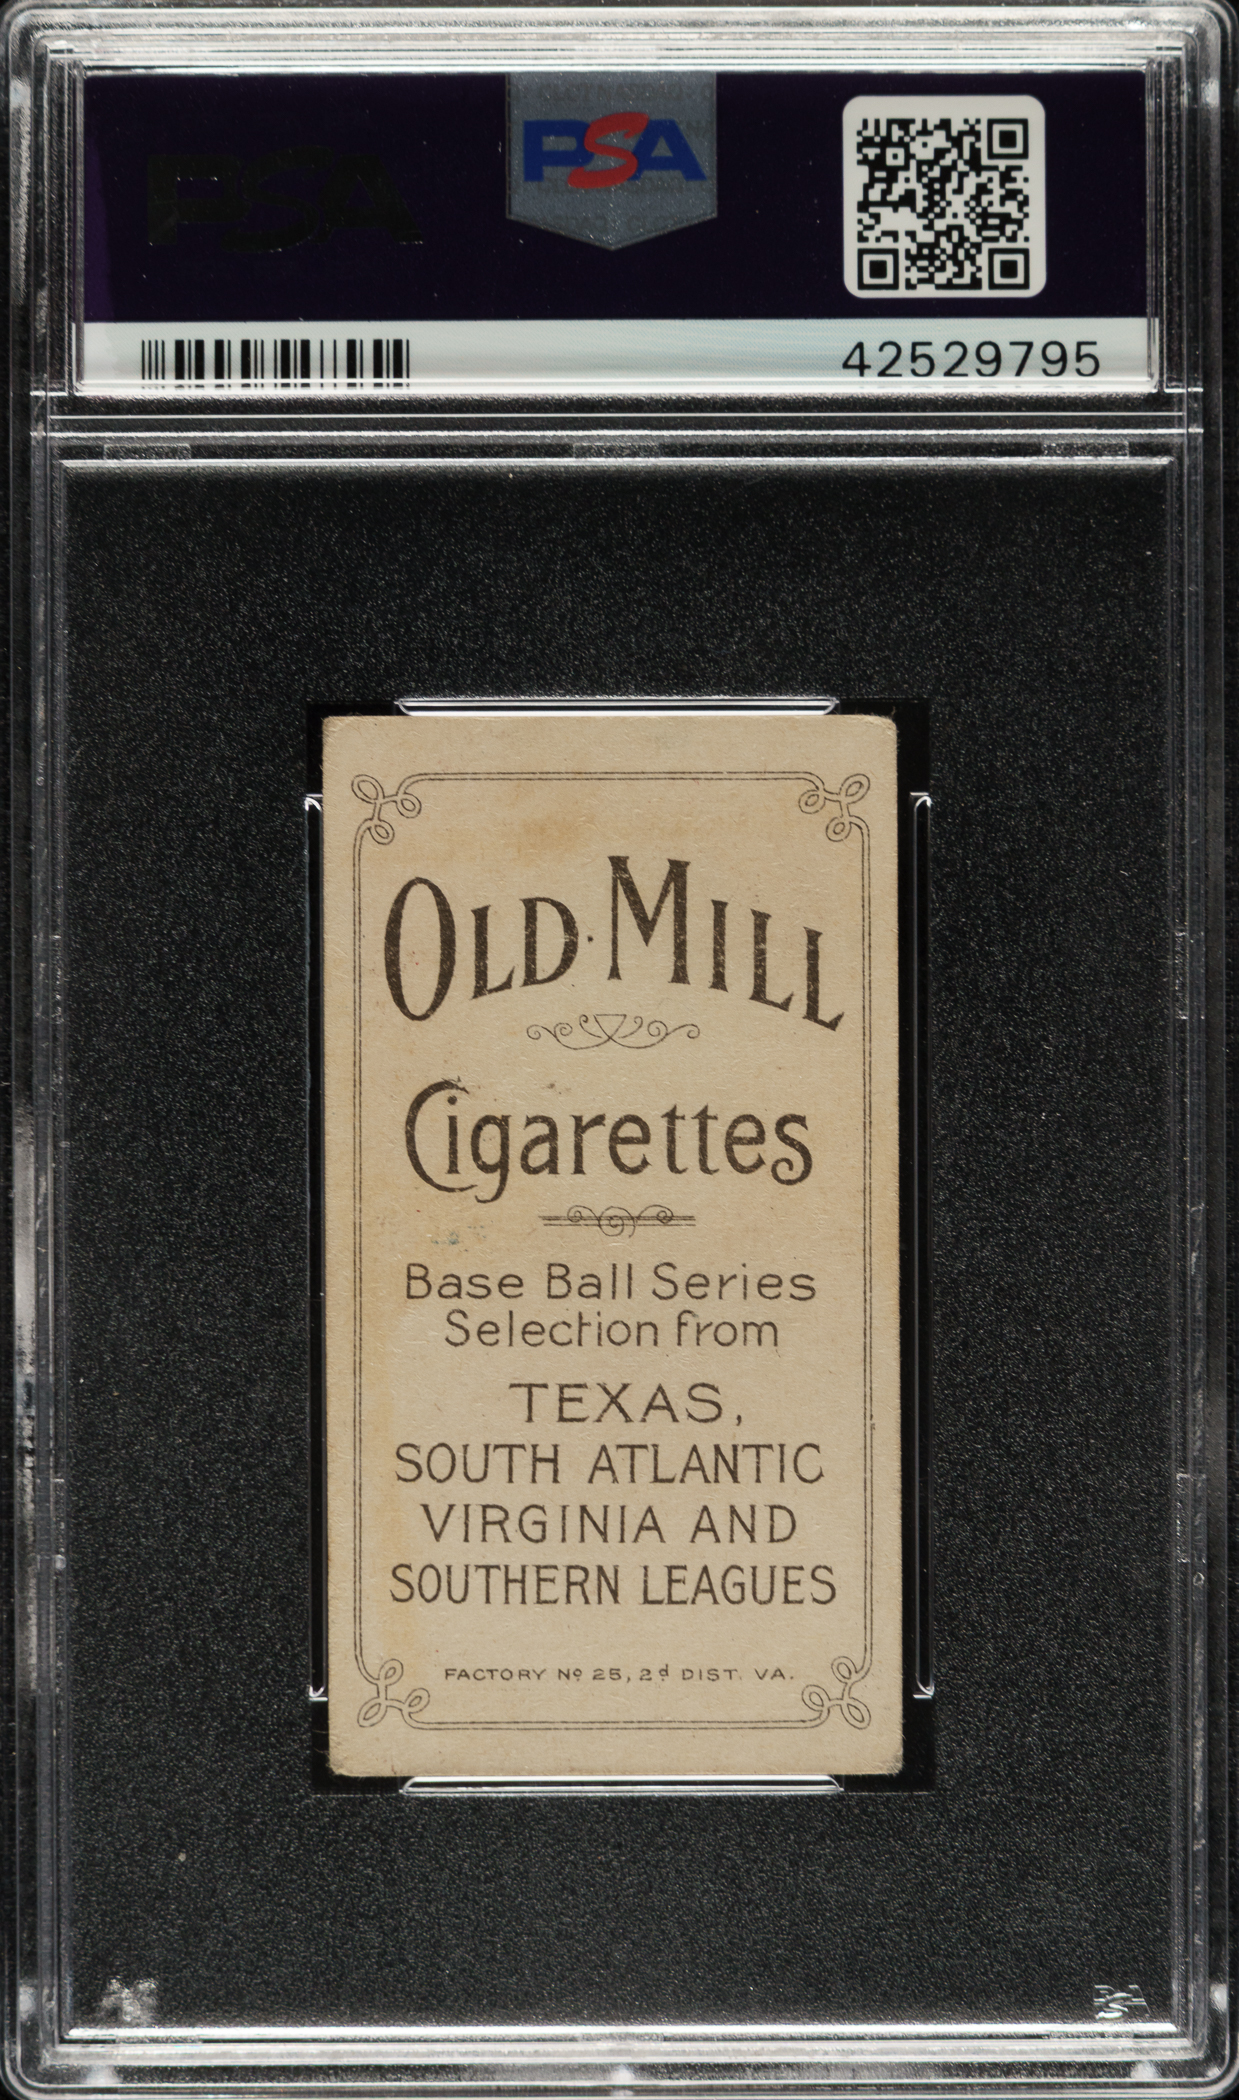 PSA
PSA
42529795
OLD·MILL
Cigarettes
Base Ball Series
Selection from
TEXAS,
SOUTH ATLANTIC
VIRGINIA AND
SOUTHERN LEAGUES
FACTORY Nº 25, 2d DIST. VA.
PSA